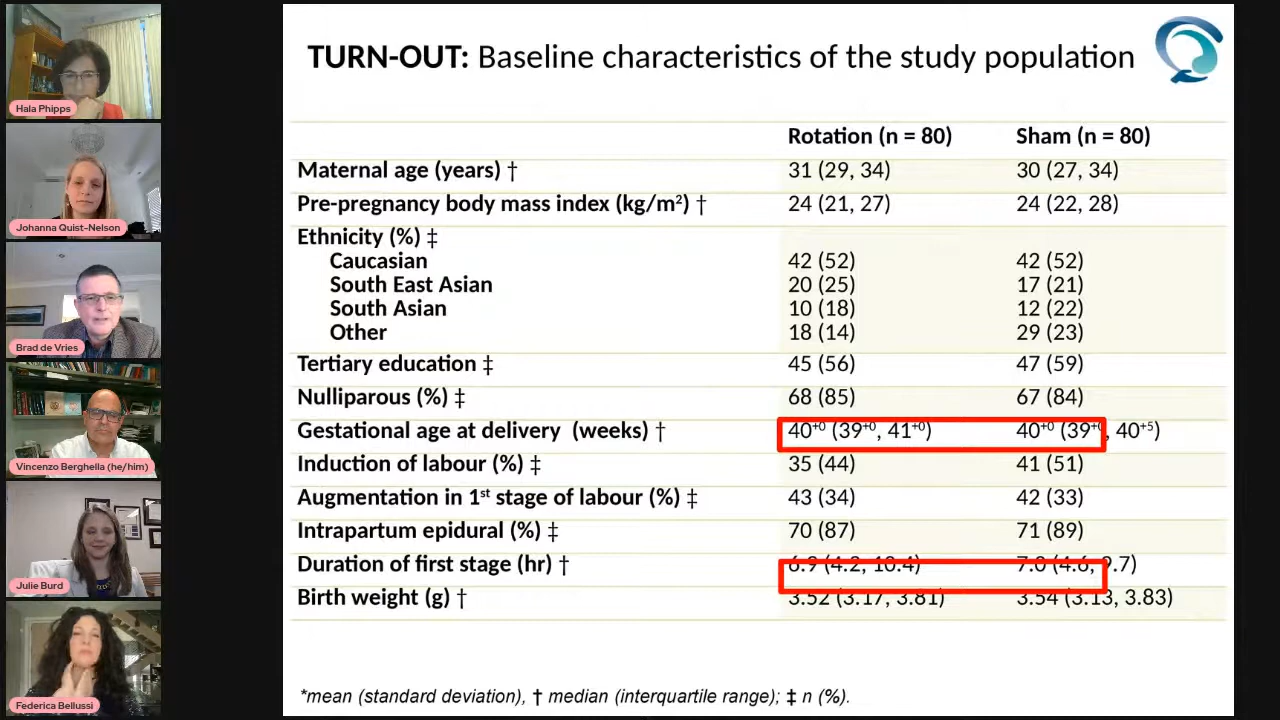 Hala Phipps
Johanna Quist-Nelson
Brad de Vries
Vincenzo Berghella (he/him)
Julie Burd
Federica Bellussi
TURN-OUT: Baseline characteristics of the study population
Rotation (n = 80) Sham (n = 80)
Maternal age (years) † 31 (29, 34) 30 (27, 34)
Pre-pregnancy body mass index (kg/m²) † 24 (21, 27) 24 (22, 28)
Ethnicity (%) ‡
Caucasian 42 (52) 42 (52)
South East Asian 20 (25) 17 (21)
South Asian 10 (18) 12 (22)
Other 18 (14) 29 (23)
Tertiary education ‡ 45 (56) 47 (59)
Nulliparous (%) ‡ 68 (85) 67 (84)
Gestational age at delivery (weeks) † 40⁺⁰ (39⁺⁰, 41⁺⁰) 40⁺⁰ (39⁺⁰, 40⁺⁵)
Induction of labour (%) ‡ 35 (44) 41 (51)
Augmentation in 1ˢᵗ stage of labour (%) ‡ 43 (34) 42 (33)
Intrapartum epidural (%) ‡ 70 (87) 71 (89)
Duration of first stage (hr) † 6.9 (4.2, 10.4) 7.0 (4.6, 9.7)
Birth weight (g) † 3.52 (3.17, 3.81) 3.54 (3.13, 3.83)
*mean (standard deviation), † median (interquartile range); ‡ n (%).